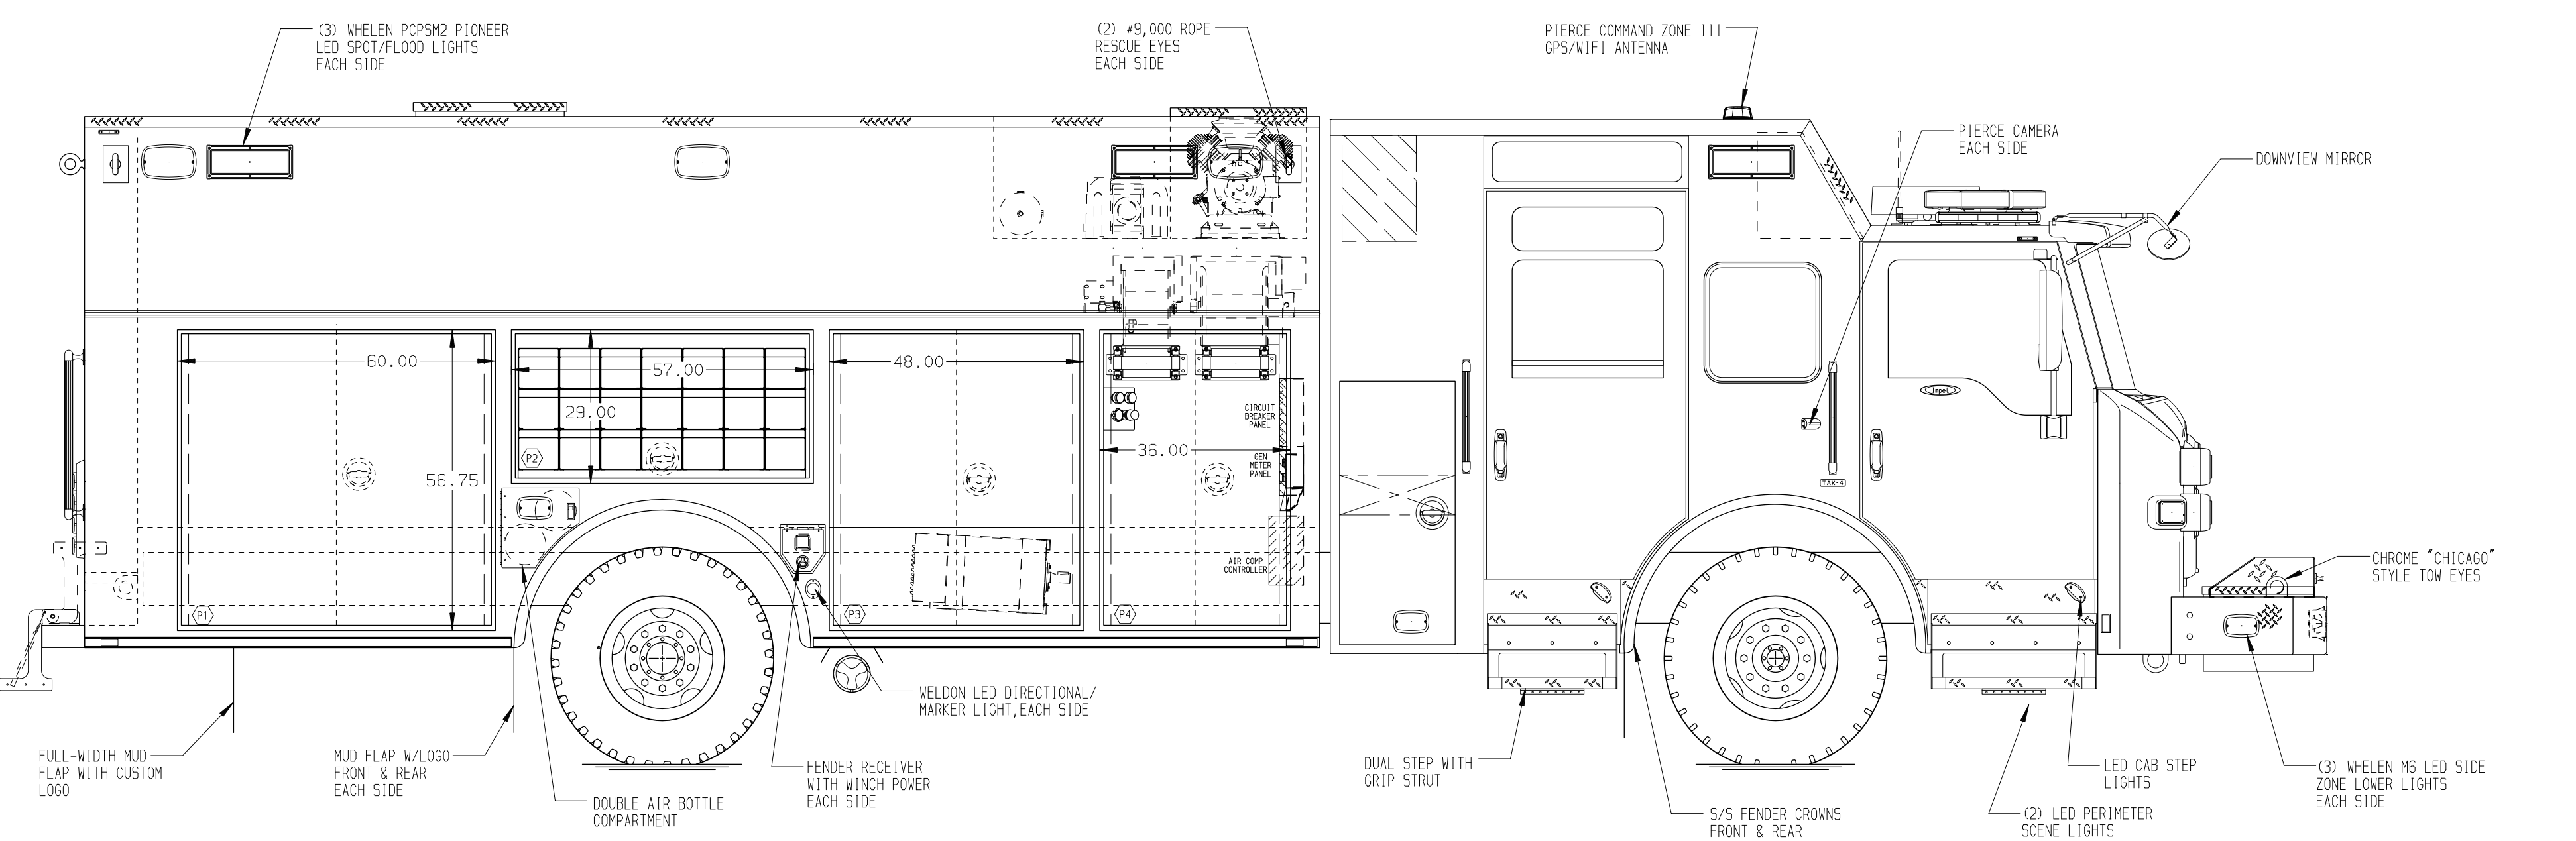 (3) WHELEN PCPSM2 PIONEER
LED SPOT/FLOOD LIGHTS
EACH SIDE
(2) #9,000 ROPE
RESCUE EYES
EACH SIDE
PIERCE COMMAND ZONE III
GPS/WIFI ANTENNA
PIERCE CAMERA
EACH SIDE
DOWNVIEW MIRROR
60.00
56.75
P1
57.00
29.00
P2
48.00
P3
36.00
P4
CIRCUIT
BREAKER
PANEL
GEN
METER
PANEL
AIR COMP
CONTROLLER
Impel
TAK-4
CHROME "CHICAGO"
STYLE TOW EYES
FULL-WIDTH MUD
FLAP WITH CUSTOM
LOGO
MUD FLAP W/LOGO
FRONT & REAR
EACH SIDE
DOUBLE AIR BOTTLE
COMPARTMENT
FENDER RECEIVER
WITH WINCH POWER
EACH SIDE
WELDON LED DIRECTIONAL/
MARKER LIGHT,EACH SIDE
DUAL STEP WITH
GRIP STRUT
S/S FENDER CROWNS
FRONT & REAR
(2) LED PERIMETER
SCENE LIGHTS
LED CAB STEP
LIGHTS
(3) WHELEN M6 LED SIDE
ZONE LOWER LIGHTS
EACH SIDE